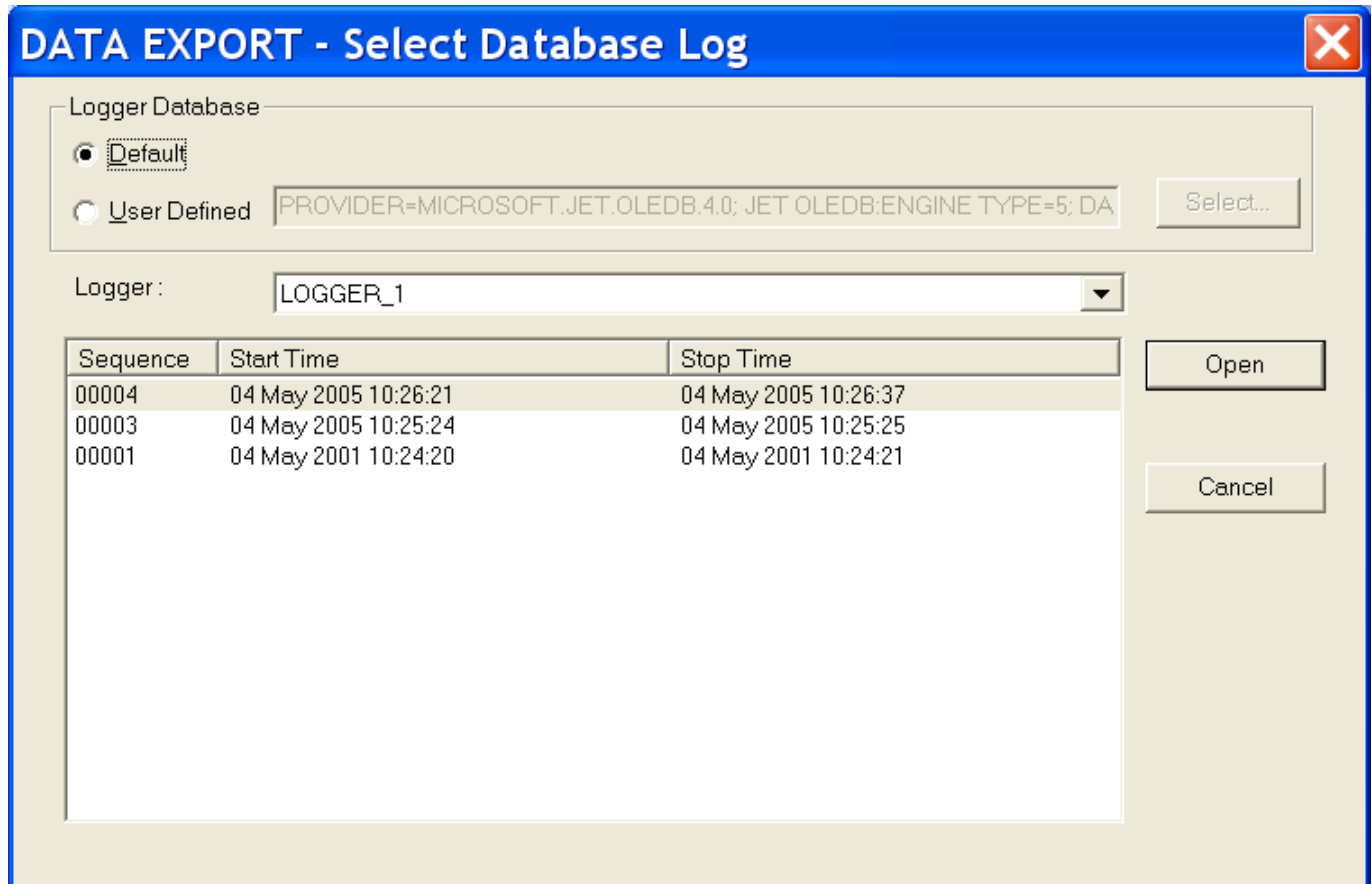 DATA EXPORT - Select Database Log
Logger Database
Default
User Defined PROVIDER=MICROSOFT.JET.OLEDB.4.0; JET OLEDB:ENGINE TYPE=5; DA Select...
Logger: LOGGER_1
Sequence Start Time Stop Time Open
00004 04 May 2005 10:26:21 04 May 2005 10:26:37
00003 04 May 2005 10:25:24 04 May 2005 10:25:25
00001 04 May 2001 10:24:20 04 May 2001 10:24:21
Cancel